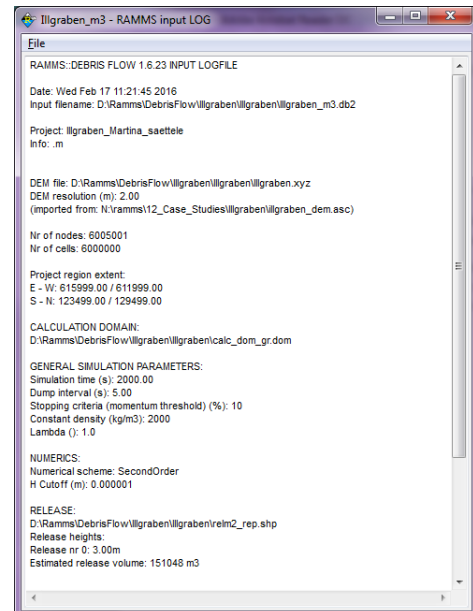 Illgraben_m3 - RAMMS input LOG
File
RAMMS::DEBRIS FLOW 1.6.23 INPUT LOGFILE
Date: Wed Feb 17 11:21:45 2016
Input filename: D:\Ramms\DebrisFlow\Illgraben\Illgraben\Illgraben_m3.db2
Project: Illgraben_Martina_saettele
Info: .m
DEM file: D:\Ramms\DebrisFlow\Illgraben\Illgraben\Illgraben.xyz
DEM resolution (m): 2.00
(imported from: N:\ramms\12_Case_Studies\Illgraben\illgraben_dem.asc)
Nr of nodes: 6005001
Nr of cells: 6000000
Project region extent:
E - W: 615999.00 / 611999.00
S - N: 123499.00 / 129499.00
CALCULATION DOMAIN:
D:\Ramms\DebrisFlow\Illgraben\Illgraben\calc_dom_gr.dom
GENERAL SIMULATION PARAMETERS:
Simulation time (s): 2000.00
Dump interval (s): 5.00
Stopping criteria (momentum threshold) (%): 10
Constant density (kg/m3): 2000
Lambda (): 1.0
NUMERICS:
Numerical scheme: SecondOrder
H Cutoff (m): 0.000001
RELEASE:
D:\Ramms\DebrisFlow\Illgraben\Illgraben\relm2_rep.shp
Release heights:
Release nr 0: 3.00m
Estimated release volume: 151048 m3